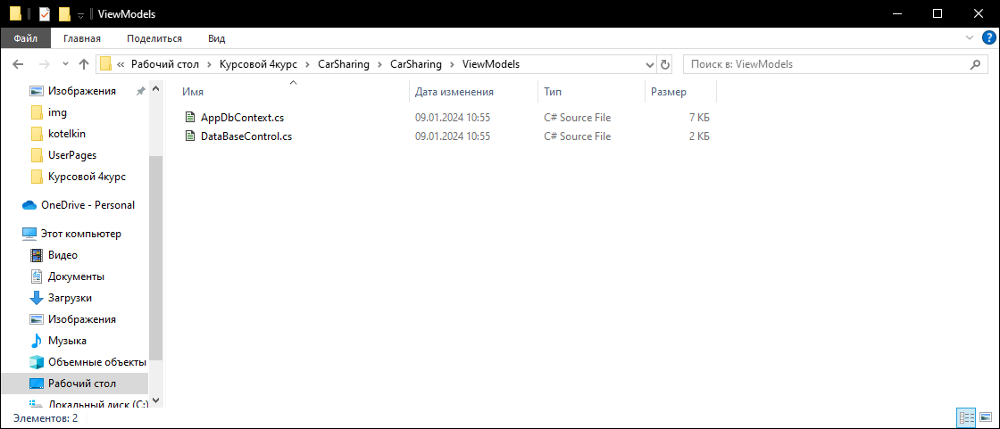 ViewModels
Файл Главная Поделиться Вид
« Рабочий стол > Курсовой 4курс > CarSharing > CarSharing > ViewModels
Поиск в: ViewModels
Изображения
img
kotelkin
UserPages
Курсовой 4курс
OneDrive - Personal
Этот компьютер
Видео
Документы
Загрузки
Изображения
Музыка
Объемные объекты
Рабочий стол
Локальный диск (C:)
Имя Дата изменения Тип Размер
AppDbContext.cs 09.01.2024 10:55 C# Source File 7 КБ
DataBaseControl.cs 09.01.2024 10:55 C# Source File 2 КБ
Элементов: 2